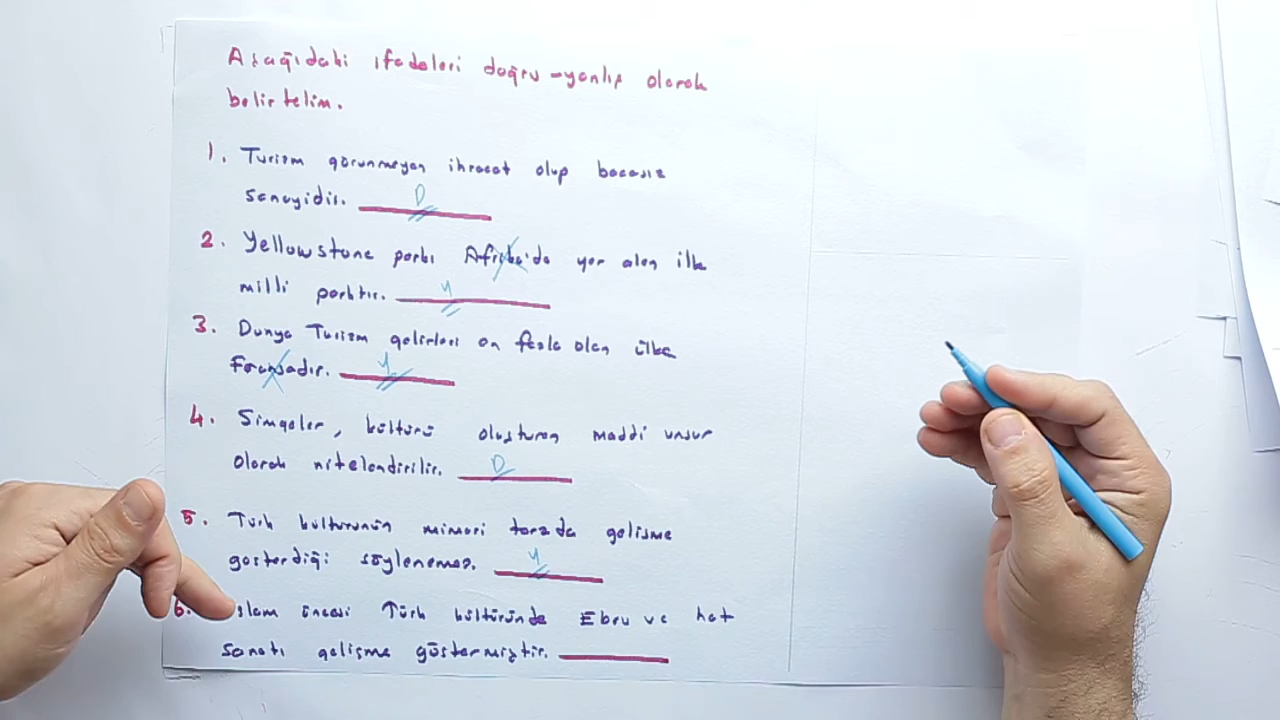 Aşağıdaki ifadeleri doğru-yanlış olarak
belirtelim.
1. Turizm görünmeyen ihracat olup bacasız
sanayidir. D
2. Yellowstone parkı Afrika'da yer alan ilk
milli parktır. Y
3. Dünya Turizm gelirleri en fazla olan ülke
Fransadır. Y
4. Simgeler, kültürü oluşturan maddi unsur
olarak nitelendirilir. D
5. Türk kültürünün mimari tarzda gelişme
gösterdiği söylenemez. Y
6. slam öncesi Türk kültüründe Ebru ve hat
sanatı gelişme göstermiştir.